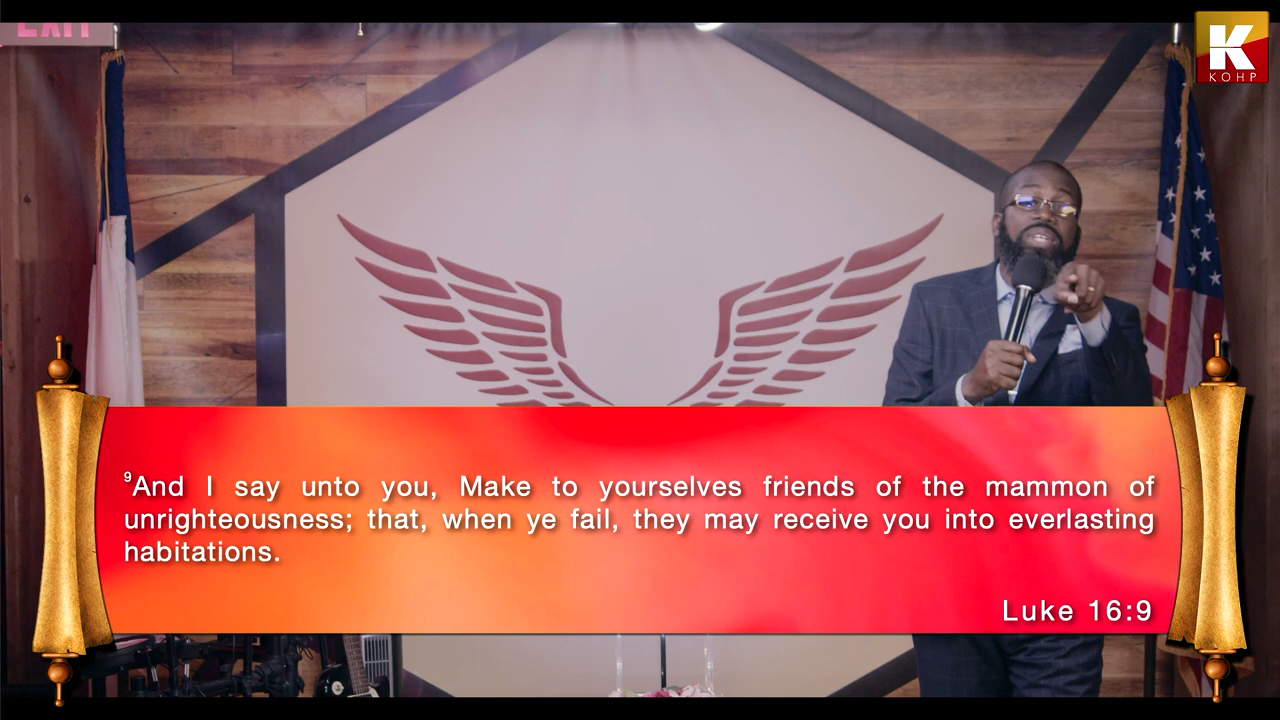 EXIT
K
KOHP
9And I say unto you, Make to yourselves friends of the mammon of
unrighteousness; that, when ye fail, they may receive you into everlasting
habitations.
Luke 16:9